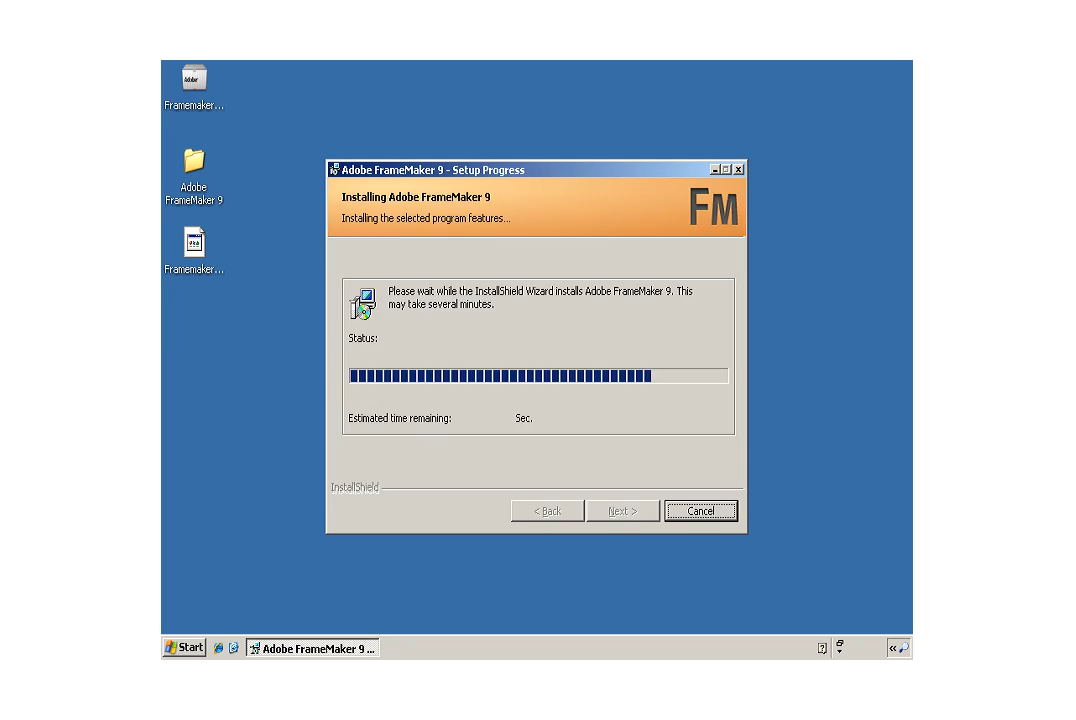 Adobe
Framemaker...
Adobe
FrameMaker 9
Framemaker...
Adobe FrameMaker 9 - Setup Progress
Installing Adobe FrameMaker 9
Installing the selected program features...
FM
Please wait while the InstallShield Wizard installs Adobe FrameMaker 9. This
may take several minutes.
Status:
Estimated time remaining: Sec.
InstallShield
< Back Next > Cancel
Start Adobe FrameMaker 9 ... ? «